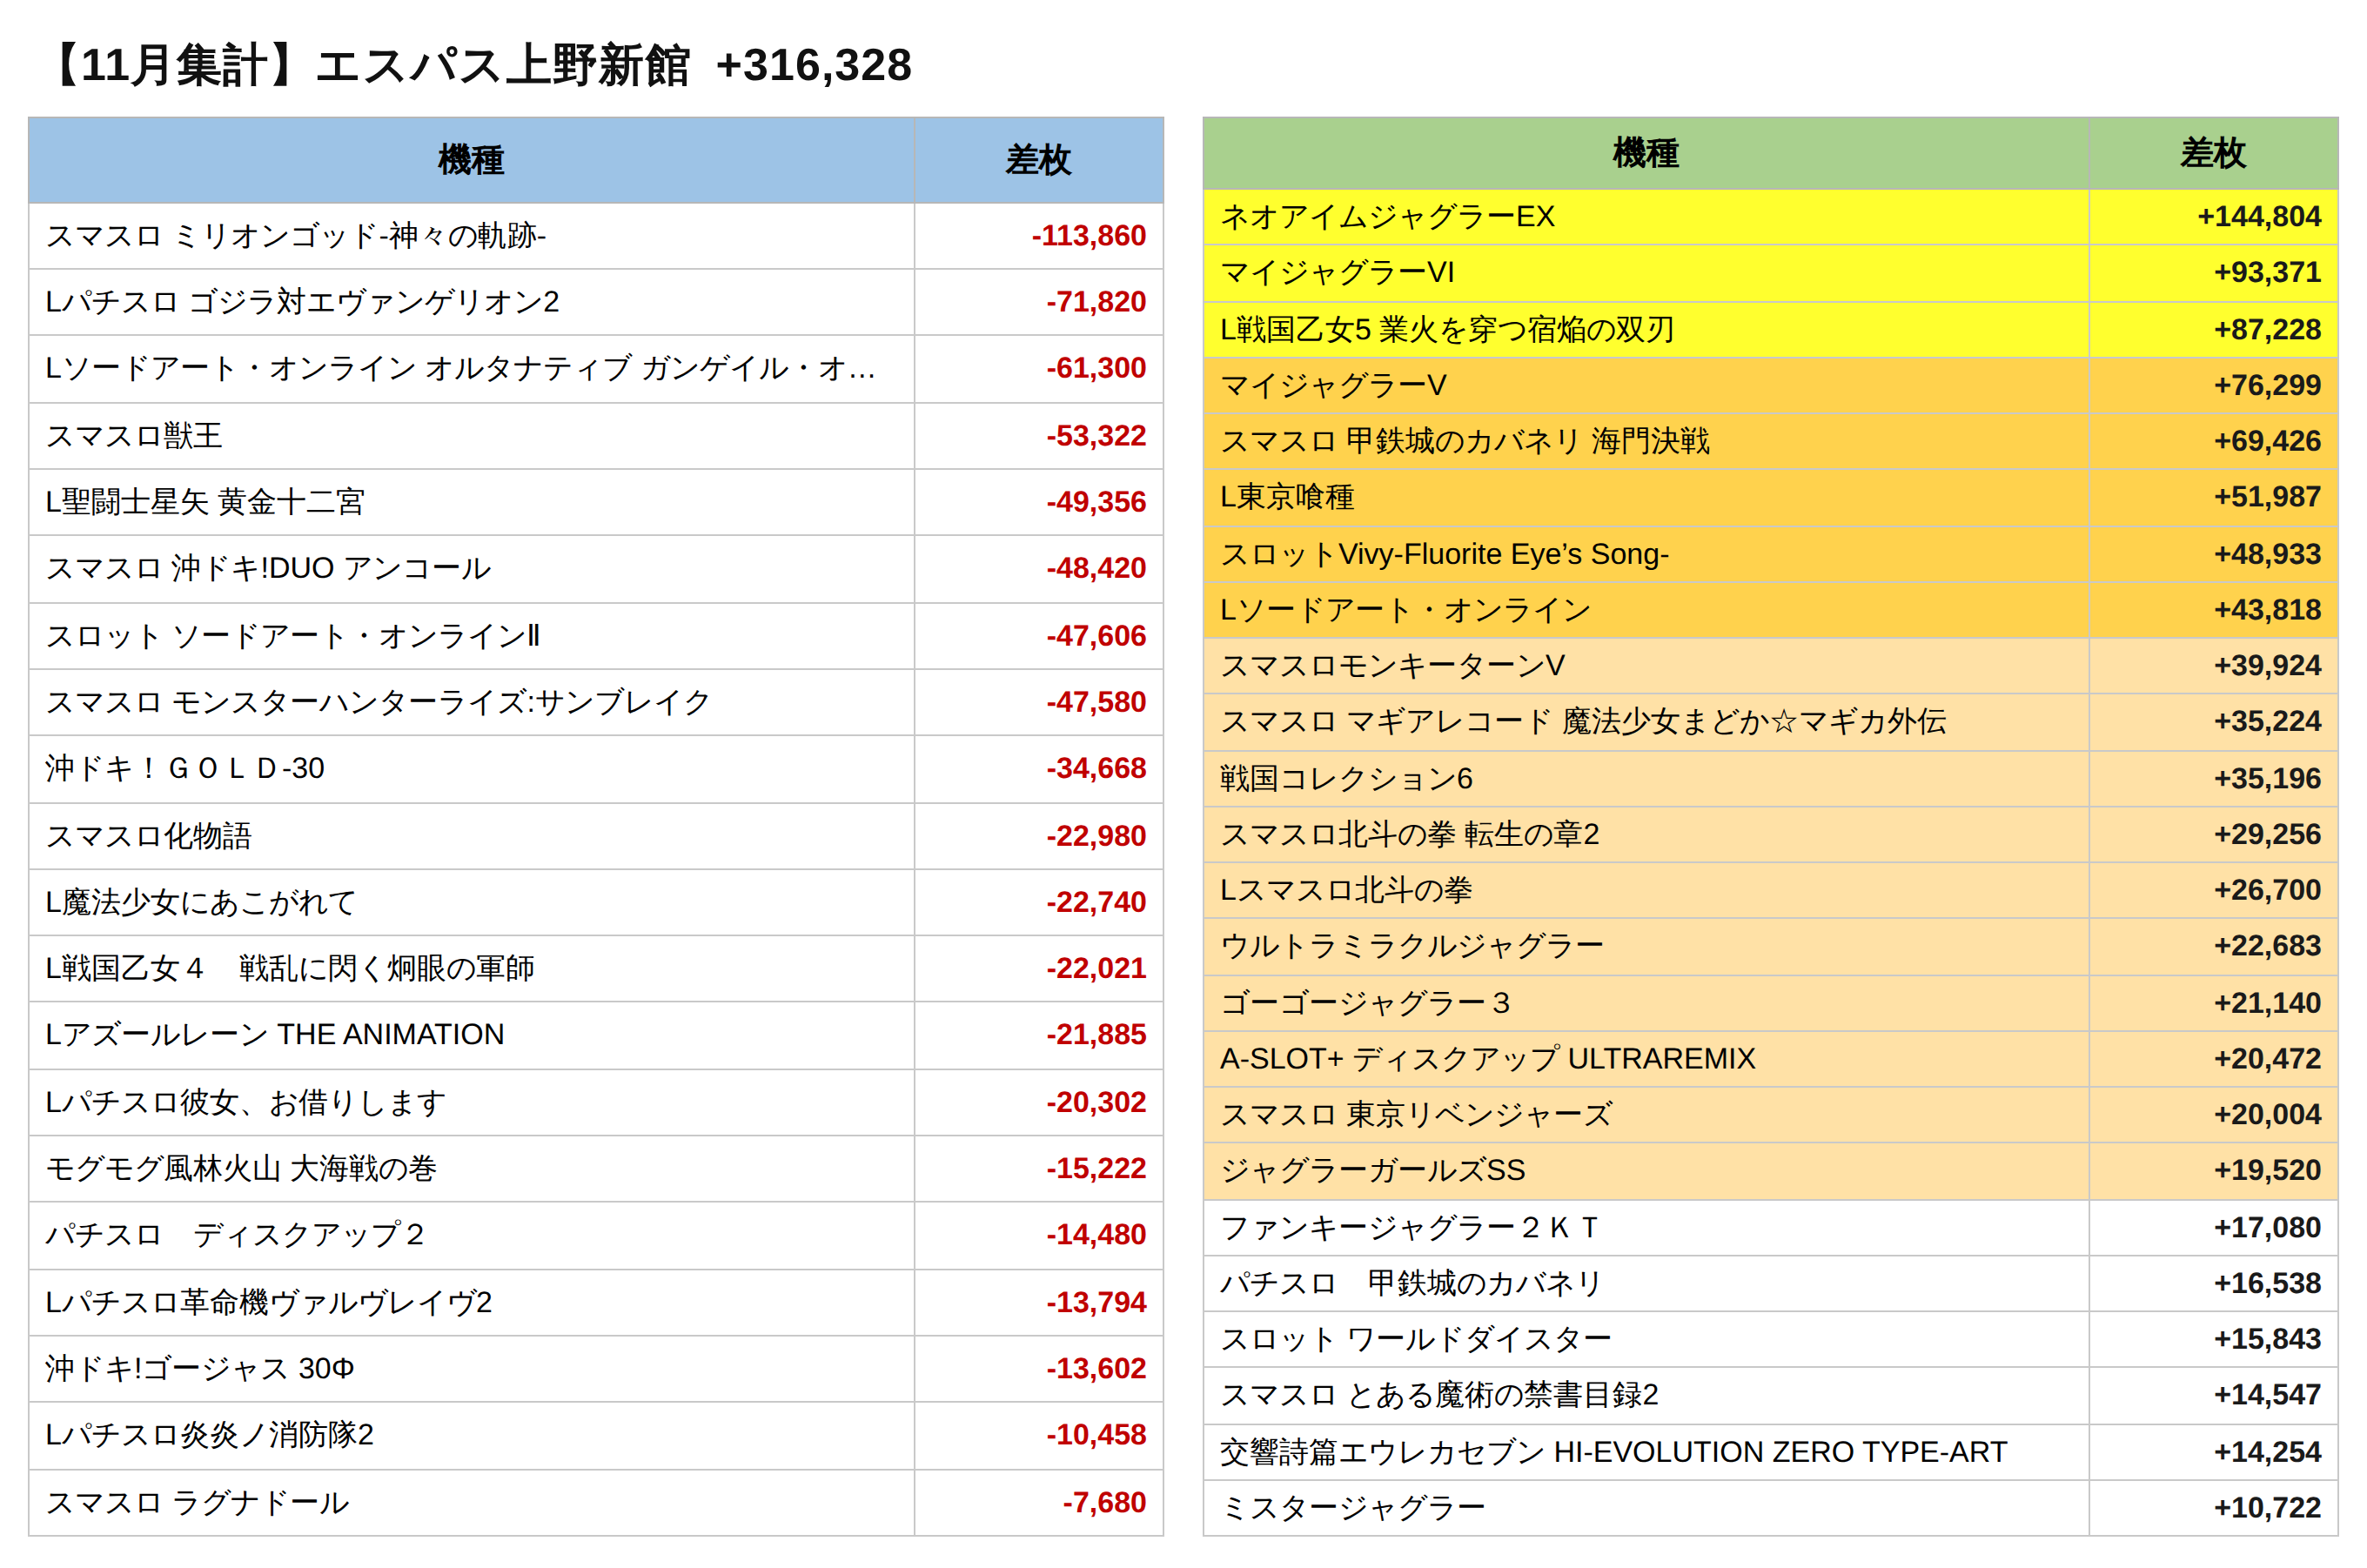 【11月集計】エスパス上野新館 +316,328
機種 差枚
スマスロ ミリオンゴッド-神々の軌跡- -113,860
Lパチスロ ゴジラ対エヴァンゲリオン2 -71,820
Lソードアート・オンライン オルタナティブ ガンゲイル・オ… -61,300
スマスロ獣王 -53,322
L聖闘士星矢 黄金十二宮 -49,356
スマスロ 沖ドキ!DUO アンコール -48,420
スロット ソードアート・オンラインⅡ -47,606
スマスロ モンスターハンターライズ:サンブレイク -47,580
沖ドキ！ＧＯＬＤ-30 -34,668
スマスロ化物語 -22,980
L魔法少女にあこがれて -22,740
L戦国乙女４　戦乱に閃く炯眼の軍師 -22,021
Lアズールレーン THE ANIMATION -21,885
Lパチスロ彼女、お借りします -20,302
モグモグ風林火山 大海戦の巻 -15,222
パチスロ　ディスクアップ２ -14,480
Lパチスロ革命機ヴァルヴレイヴ2 -13,794
沖ドキ!ゴージャス 30Φ -13,602
Lパチスロ炎炎ノ消防隊2 -10,458
スマスロ ラグナドール -7,680
機種 差枚
ネオアイムジャグラーEX +144,804
マイジャグラーVI +93,371
L戦国乙女5 業火を穿つ宿焔の双刃 +87,228
マイジャグラーV +76,299
スマスロ 甲鉄城のカバネリ 海門決戦 +69,426
L東京喰種 +51,987
スロットVivy-Fluorite Eye’s Song- +48,933
Lソードアート・オンライン +43,818
スマスロモンキーターンV +39,924
スマスロ マギアレコード 魔法少女まどか☆マギカ外伝 +35,224
戦国コレクション6 +35,196
スマスロ北斗の拳 転生の章2 +29,256
Lスマスロ北斗の拳 +26,700
ウルトラミラクルジャグラー +22,683
ゴーゴージャグラー３ +21,140
A-SLOT+ ディスクアップ ULTRAREMIX +20,472
スマスロ 東京リベンジャーズ +20,004
ジャグラーガールズSS +19,520
ファンキージャグラー２ＫＴ +17,080
パチスロ　甲鉄城のカバネリ +16,538
スロット ワールドダイスター +15,843
スマスロ とある魔術の禁書目録2 +14,547
交響詩篇エウレカセブン HI-EVOLUTION ZERO TYPE-ART +14,254
ミスタージャグラー +10,722